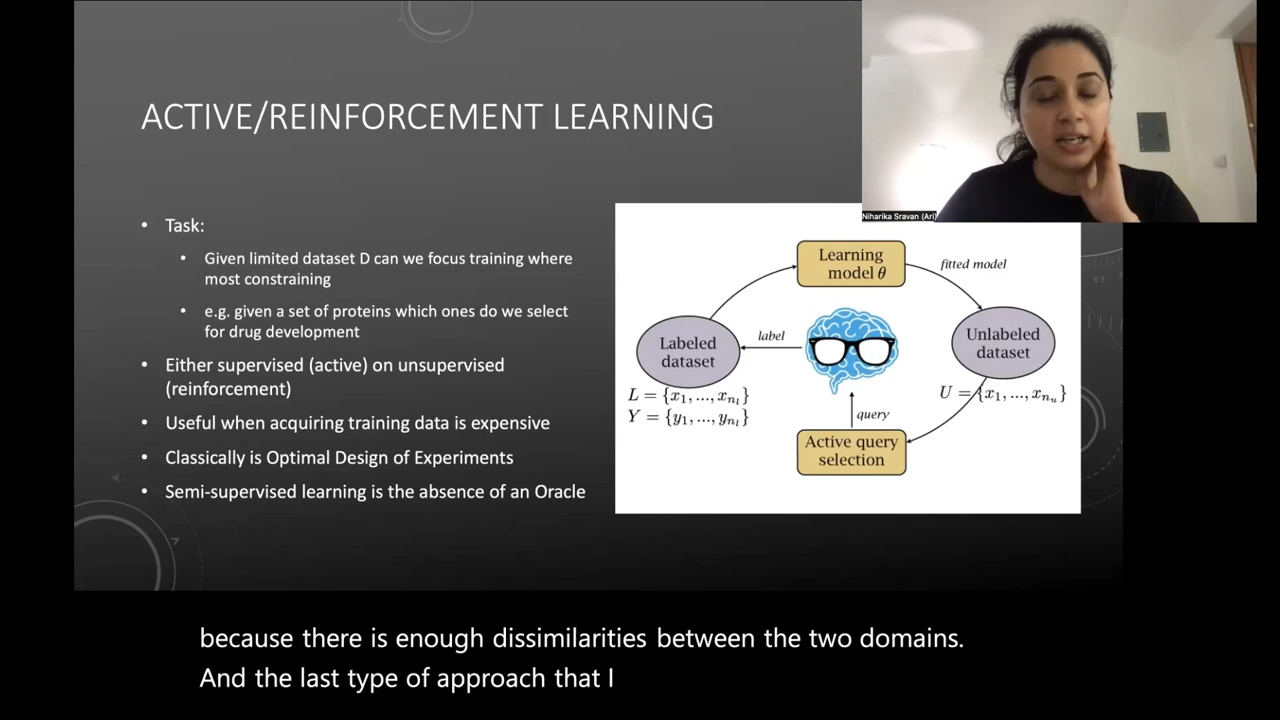 ACTIVE/REINFORCEMENT LEARNING
Niharika Sravan (Ari)
• Task:
• Given limited dataset D can we focus training where
most constraining
• e.g. given a set of proteins which ones do we select
for drug development
• Either supervised (active) on unsupervised
(reinforcement)
• Useful when acquiring training data is expensive
• Classically is Optimal Design of Experiments
• Semi-supervised learning is the absence of an Oracle
Learning
model θ
fitted model
Labeled
dataset
label
Unlabeled
dataset
L = {x₁, ..., xₙₗ}
Y = {y₁, ..., yₙₗ}
U = {x₁, ..., xₙᵤ}
query
Active query
selection
because there is enough dissimilarities between the two domains.
And the last type of approach that I